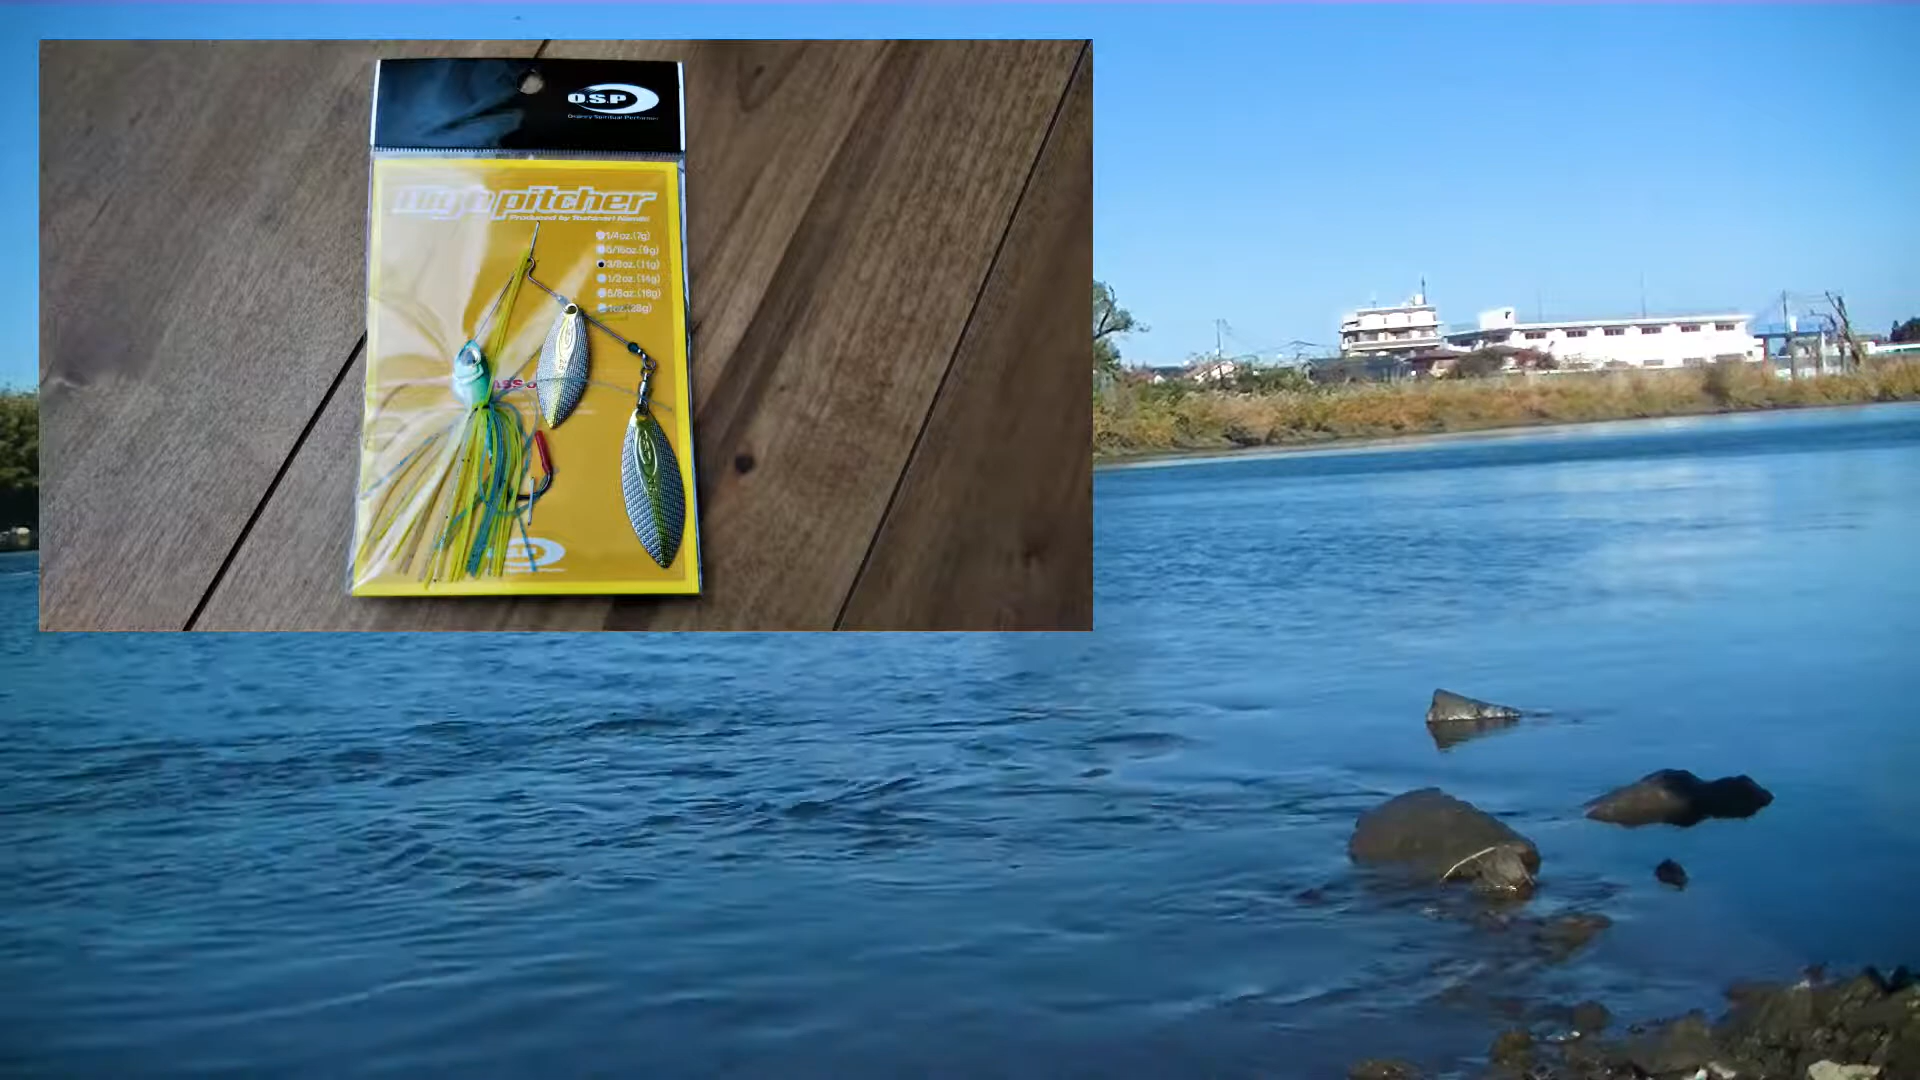 O.S.P
High pitcher
Produced by Toshinari Namiki
1/4oz.(7g)
5/16oz.(9g)
3/8oz.(11g)
1/2oz.(14g)
5/8oz.(18g)
1oz.(28g)